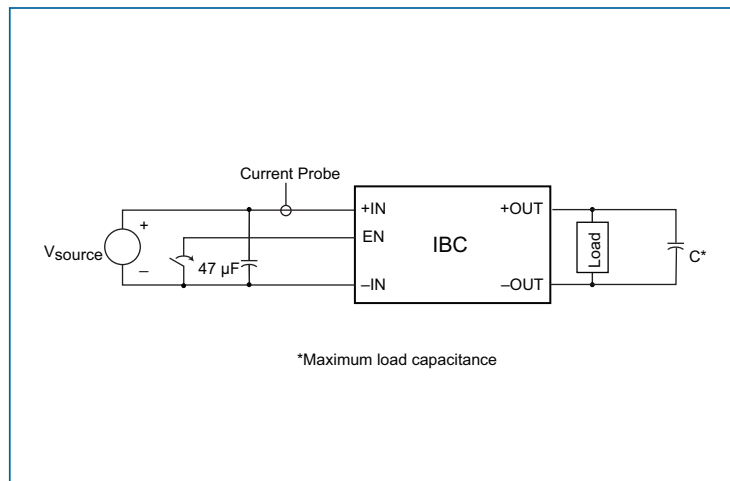 Current Probe
+IN
+OUT
+
EN
IBC
Load
Vsource
47 µF
C*
–
–IN
–OUT
*Maximum load capacitance